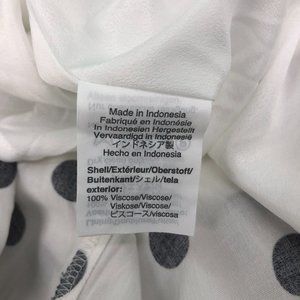 Made in Indonesia
Fabriqué en Indonésie
In Indonesien Hergestellt
Vervaardigd in Indonesië
インドネシア製
Hecho en Indonesia
Shell/Extérieur/Oberstoff/
Buitenkant/シェル/tela
exterior:
100% Viscose/Viscose/
Viskose/Viscose/
ビスコース/viscosa